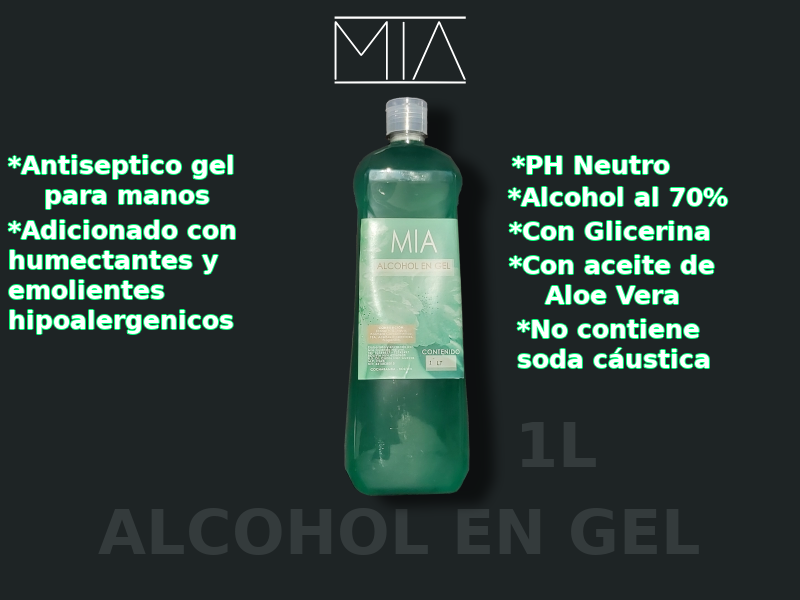 MIA
*Antiseptico gel
para manos
*Adicionado con
humectantes y
emolientes
hipoalergenicos
MIA
ALCOHOL EN GEL
CONTENIDO
1 LT
*PH Neutro
*Alcohol al 70%
*Con Glicerina
*Con aceite de
Aloe Vera
*No contiene
soda cáustica
1L
ALCOHOL EN GEL